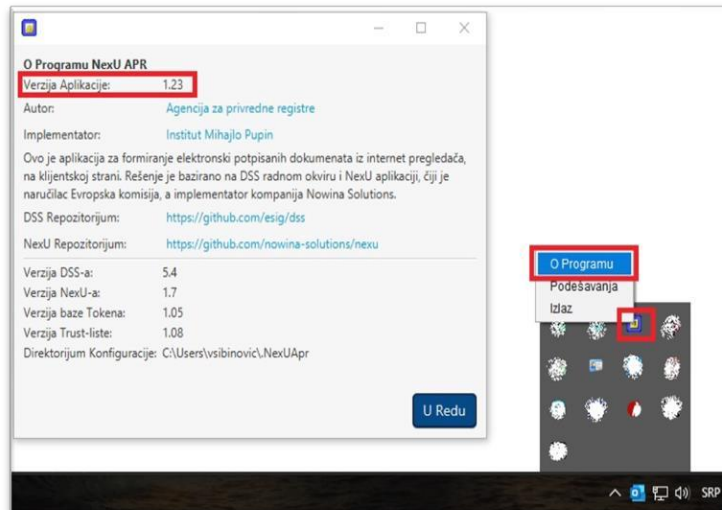 O Programu NexU APR
Verzija Aplikacije: 1.23
Autor: Agencija za privredne registre
Implementator: Institut Mihajlo Pupin
Ovo je aplikacija za formiranje elektronski potpisanih dokumenata iz internet pregledača,
na klijentskoj strani. Rešenje je bazirano na DSS radnom okviru i NexU aplikaciji, čiji je
naručilac Evropska komisija, a implementator kompanija Nowina Solutions.
DSS Repozitorijum: https://github.com/esig/dss
NexU Repozitorijum: https://github.com/nowina-solutions/nexu
Verzija DSS-a: 5.4
Verzija NexU-a: 1.7
Verzija baze Tokena: 1.05
Verzija Trust-liste: 1.08
Direktorijum Konfiguracije: C:\Users\vsibinovic\.NexUApr
U Redu
O Programu
Podešavanja
Izlaz
SRP